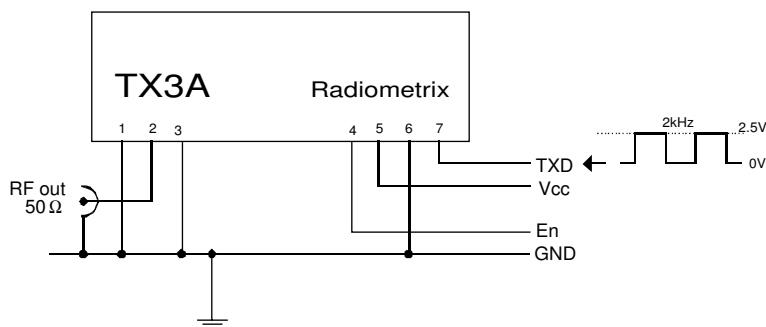 TX3A
Radiometrix
1 2 3 4 5 6 7
2kHz
2.5V
0V
TXD
Vcc
RF out
50Ω
En
GND